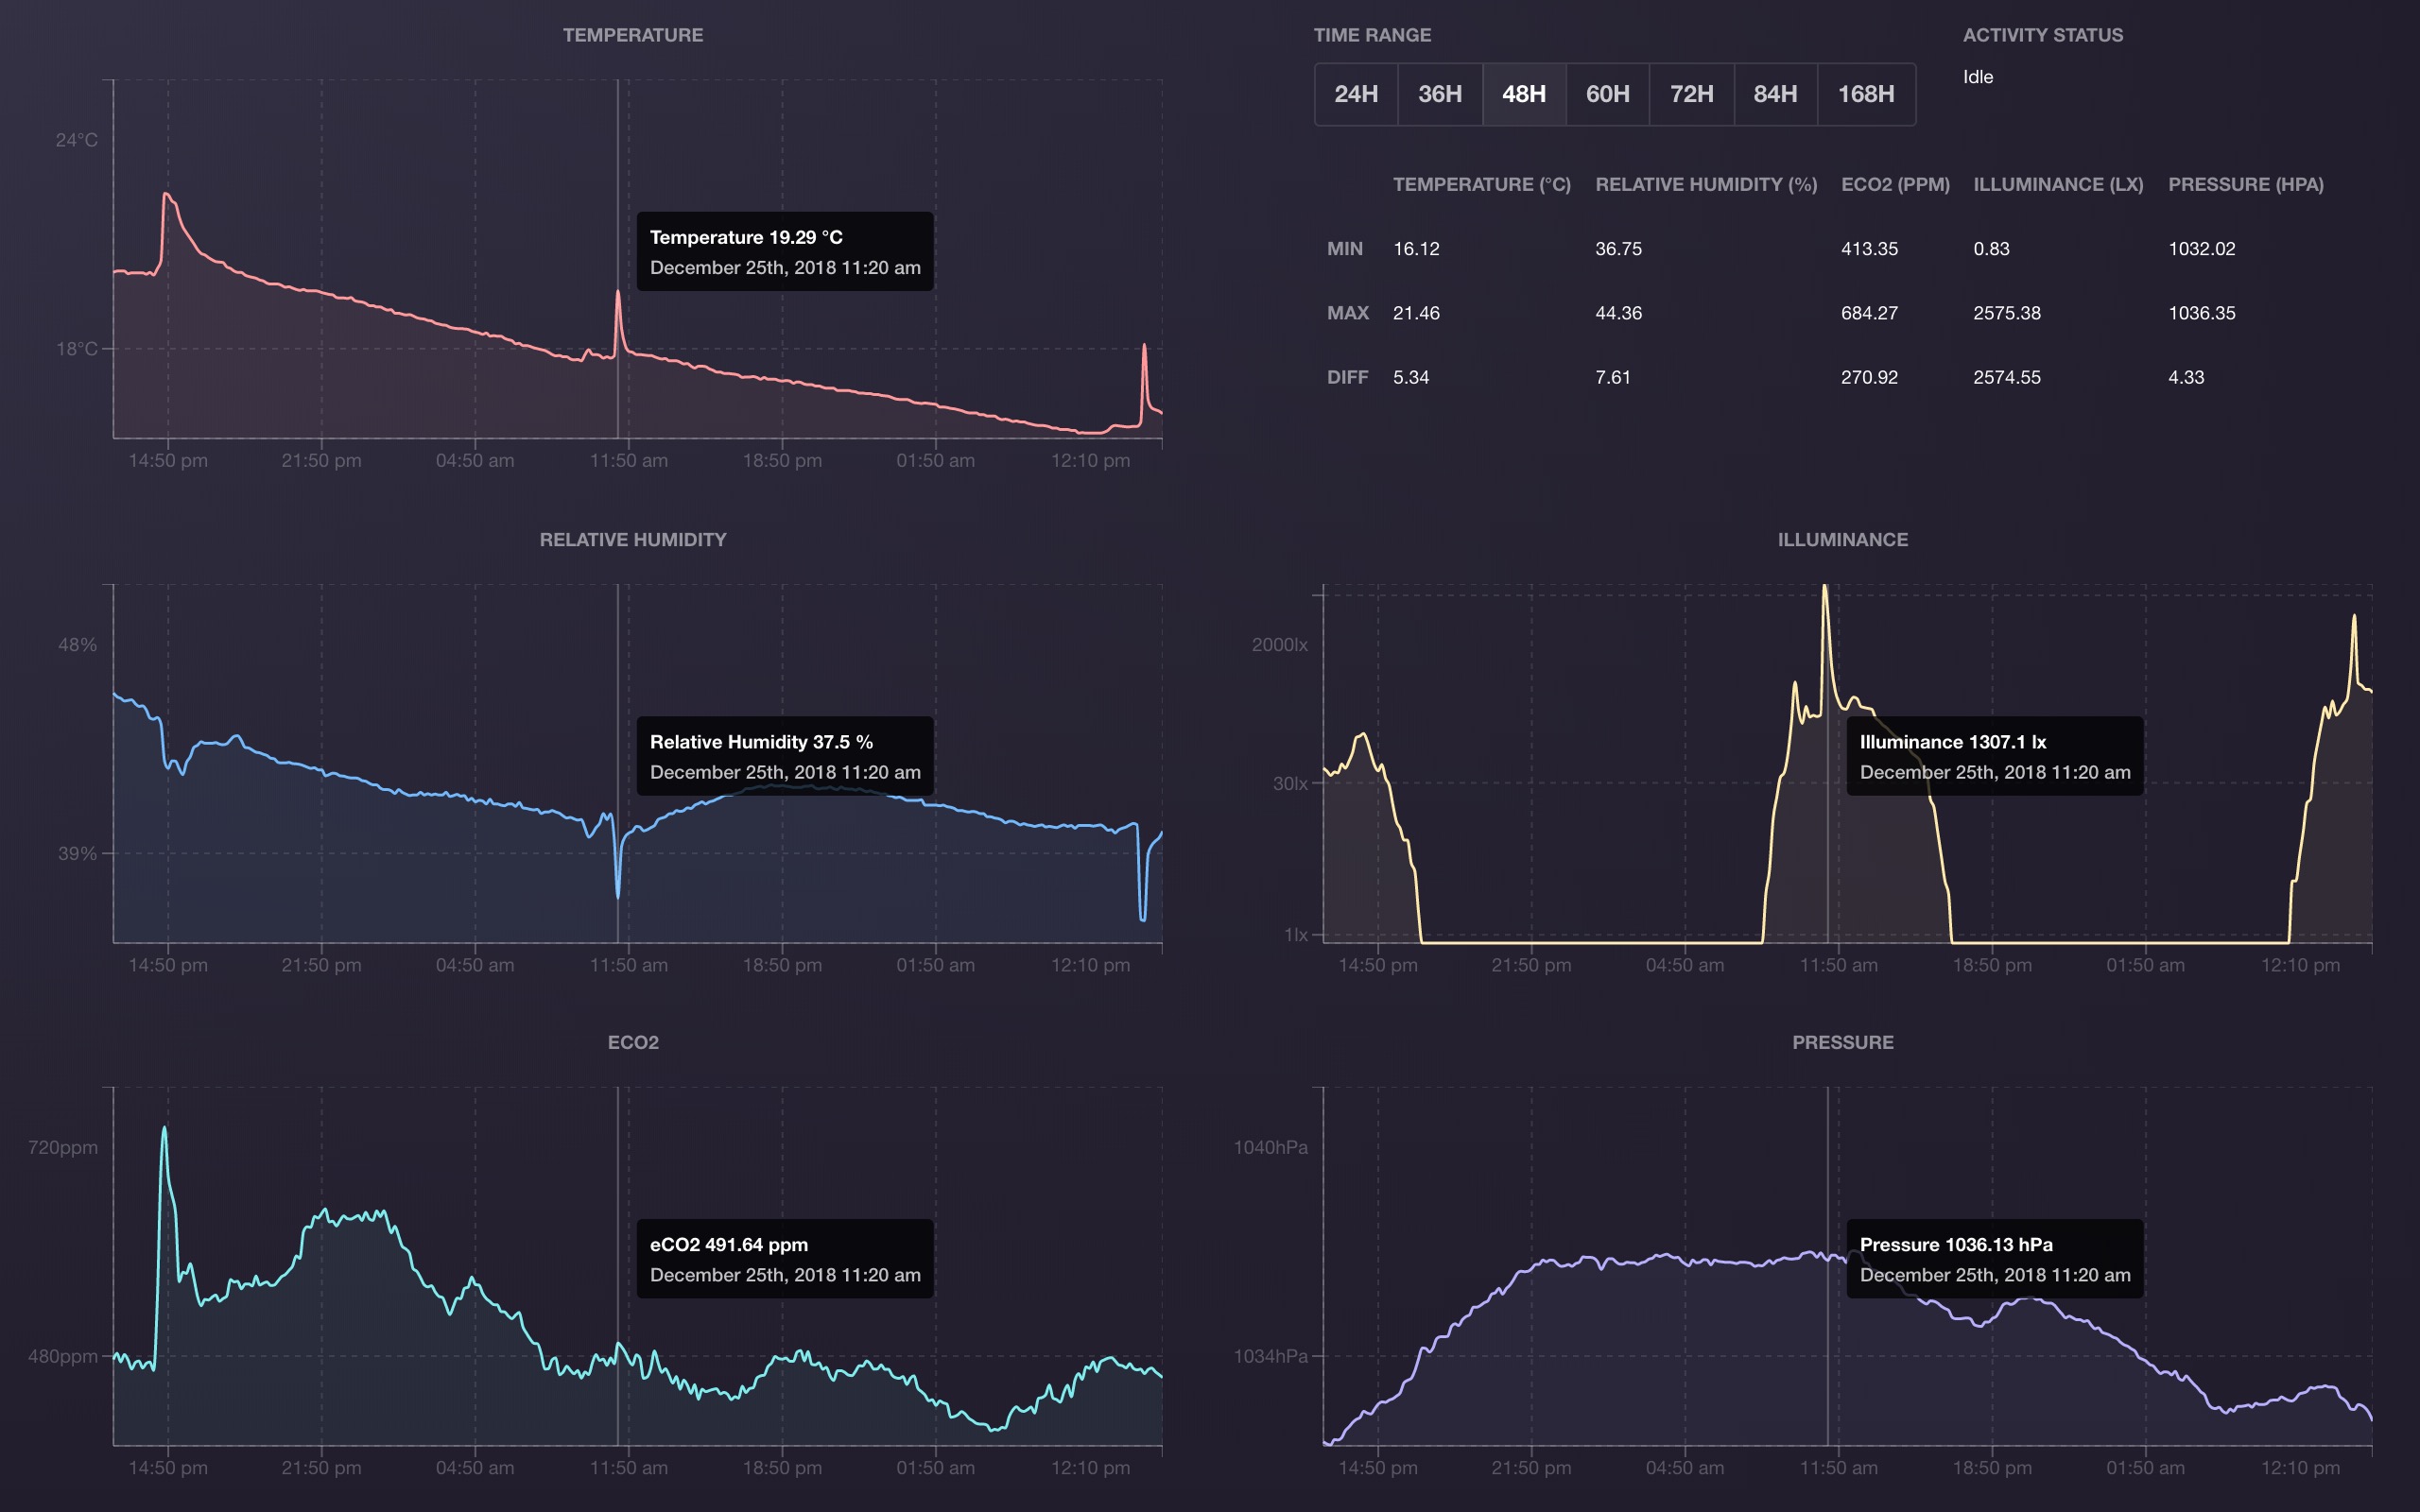 TEMPERATURE
24°C
18°C
14:50 pm 21:50 pm 04:50 am 11:50 am 18:50 pm 01:50 am 12:10 pm
Temperature 19.29 °C
December 25th, 2018 11:20 am
TIME RANGE
24H 36H 48H 60H 72H 84H 168H
ACTIVITY STATUS
Idle
TEMPERATURE (°C) RELATIVE HUMIDITY (%) ECO2 (PPM) ILLUMINANCE (LX) PRESSURE (HPA)
MIN 16.12 36.75 413.35 0.83 1032.02
MAX 21.46 44.36 684.27 2575.38 1036.35
DIFF 5.34 7.61 270.92 2574.55 4.33
RELATIVE HUMIDITY
48%
39%
14:50 pm 21:50 pm 04:50 am 11:50 am 18:50 pm 01:50 am 12:10 pm
Relative Humidity 37.5 %
December 25th, 2018 11:20 am
ILLUMINANCE
2000lx
30lx
1lx
14:50 pm 21:50 pm 04:50 am 11:50 am 18:50 pm 01:50 am 12:10 pm
Illuminance 1307.1 lx
December 25th, 2018 11:20 am
ECO2
720ppm
480ppm
14:50 pm 21:50 pm 04:50 am 11:50 am 18:50 pm 01:50 am 12:10 pm
eCO2 491.64 ppm
December 25th, 2018 11:20 am
PRESSURE
1040hPa
1034hPa
14:50 pm 21:50 pm 04:50 am 11:50 am 18:50 pm 01:50 am 12:10 pm
Pressure 1036.13 hPa
December 25th, 2018 11:20 am